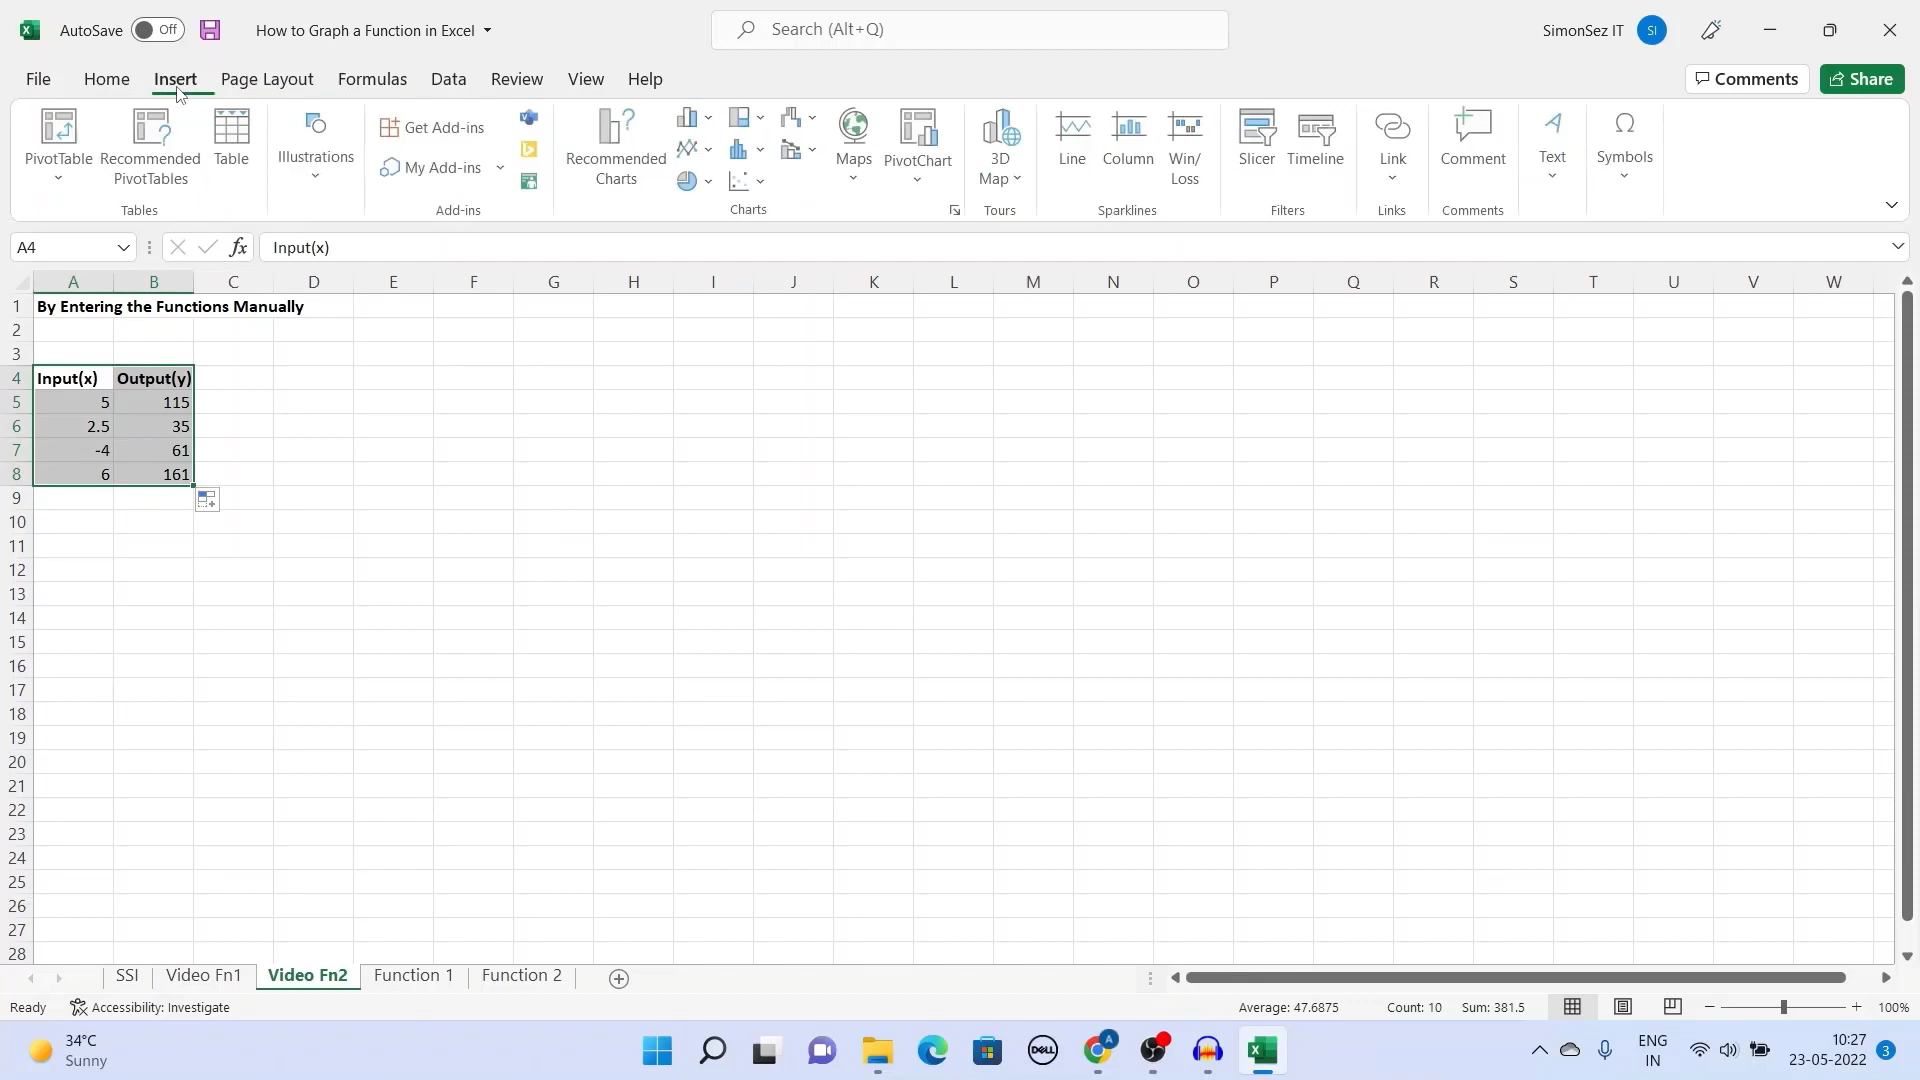 AutoSave Off How to Graph a Function in Excel Search (Alt+Q) SimonSez IT SI
File Home Insert Page Layout Formulas Data Review View Help Comments Share
PivotTable Recommended PivotTables Table Illustrations Get Add-ins My Add-ins Recommended Charts Maps PivotChart 3D Map Line Column Win/Loss Slicer Timeline Link Comment Text Symbols
Tables Add-ins Charts Tours Sparklines Filters Links Comments
A4 fx Input(x)
A B C D E F G H I J K L M N O P Q R S T U V W
1 By Entering the Functions Manually
2
3
4 Input(x) Output(y)
5 5 115
6 2.5 35
7 -4 61
8 6 161
9
10
11
12
13
14
15
16
17
18
19
20
21
22
23
24
25
26
27
28
SSI Video Fn1 Video Fn2 Function 1 Function 2
Ready Accessibility: Investigate Average: 47.6875 Count: 10 Sum: 381.5 100%
34°C DELL A ENG 10:27
Sunny IN 23-05-2022 3